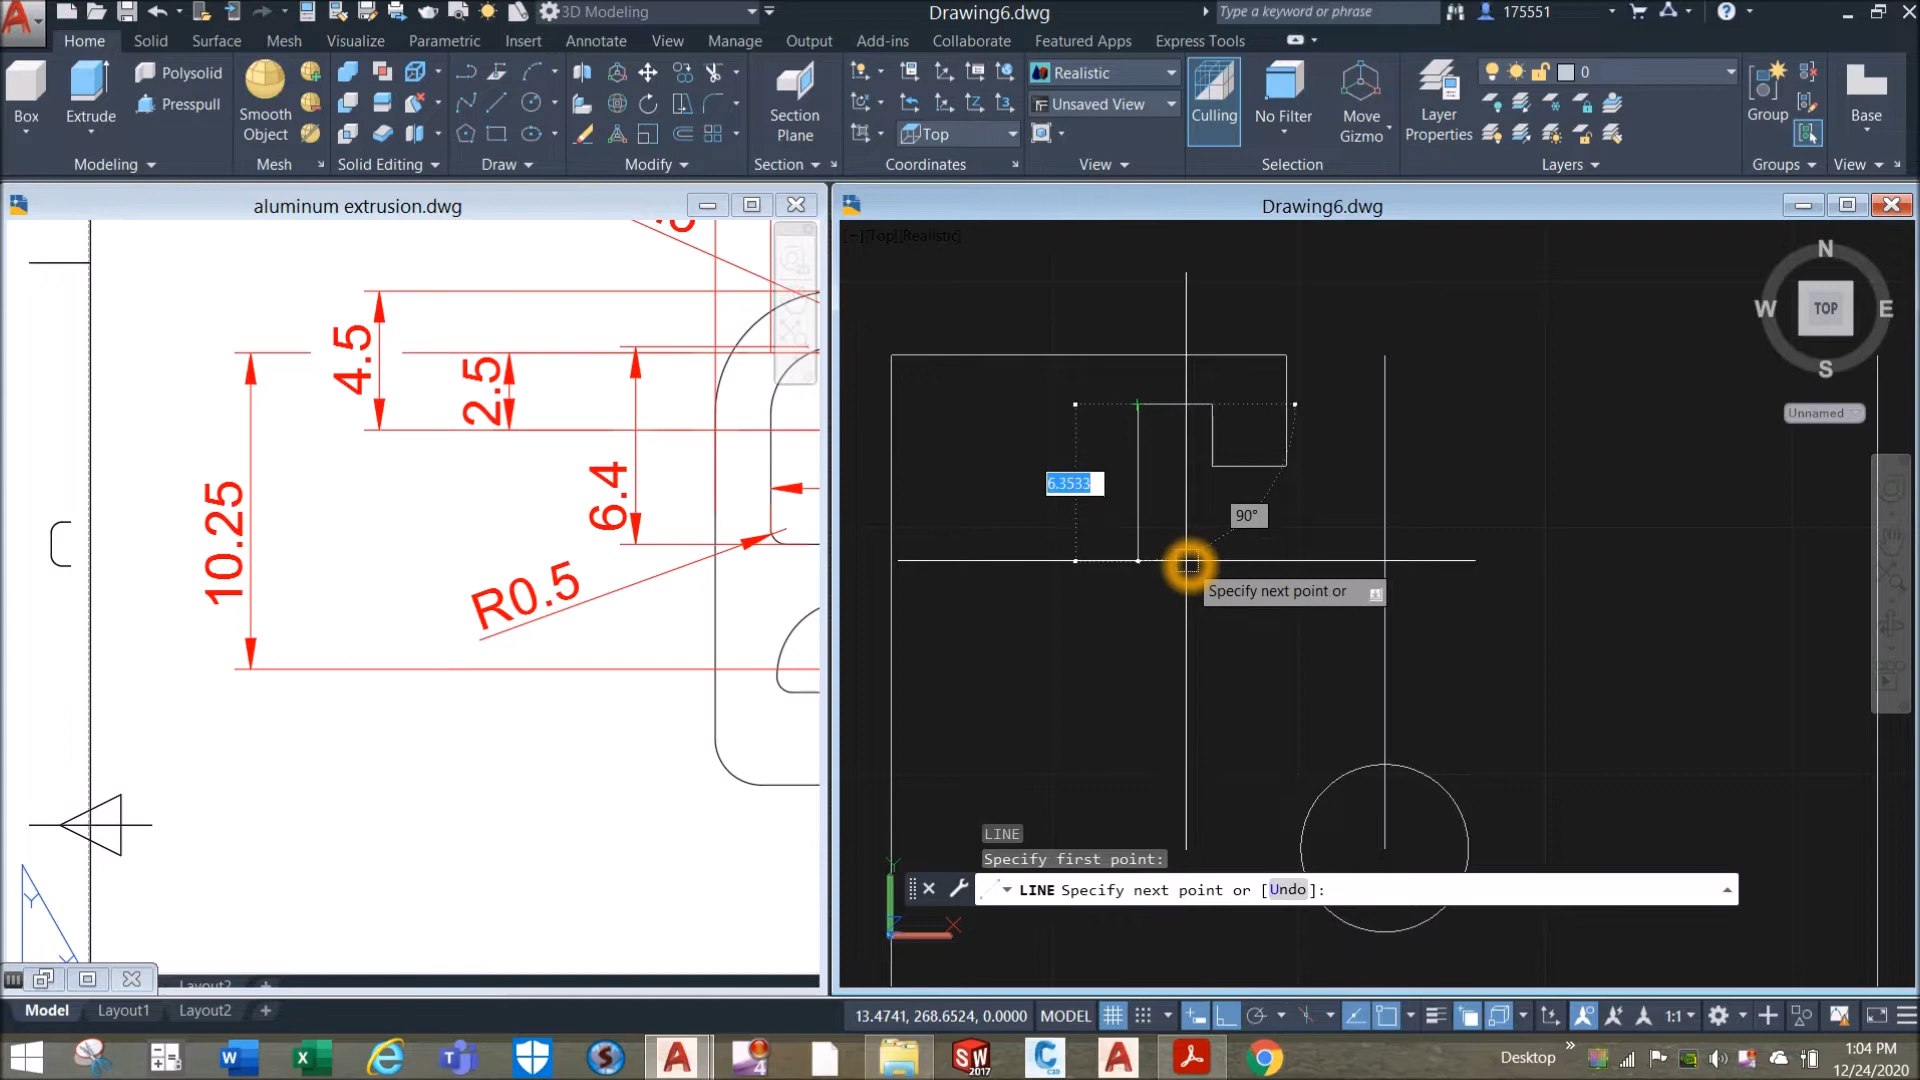 3D Modeling
Drawing6.dwg
Type a keyword or phrase
175551
Home
Solid
Surface
Mesh
Visualize
Parametric
Insert
Annotate
View
Manage
Output
Add-ins
Collaborate
Featured Apps
Express Tools
Box
Extrude
Polysolid
Presspull
Smooth
Object
Section
Plane
Top
Realistic
Unsaved View
Culling
No Filter
Move
Gizmo
Layer
Properties
0
Group
Base
Modeling
Mesh
Solid Editing
Draw
Modify
Section
Coordinates
View
Selection
Layers
Groups
View
aluminum extrusion.dwg
Drawing6.dwg
[−][Top][Realistic]
N
W
TOP
E
S
Unnamed
4.5
2.5
6.4
10.25
R0.5
6.3533
90°
Specify next point or
LINE
Specify first point:
LINE Specify next point or [Undo]:
Y
X
Y
Layout2
Model
Layout1
Layout2
13.4741, 268.6524, 0.0000
MODEL
1:1
Desktop
1:04 PM
12/24/2020